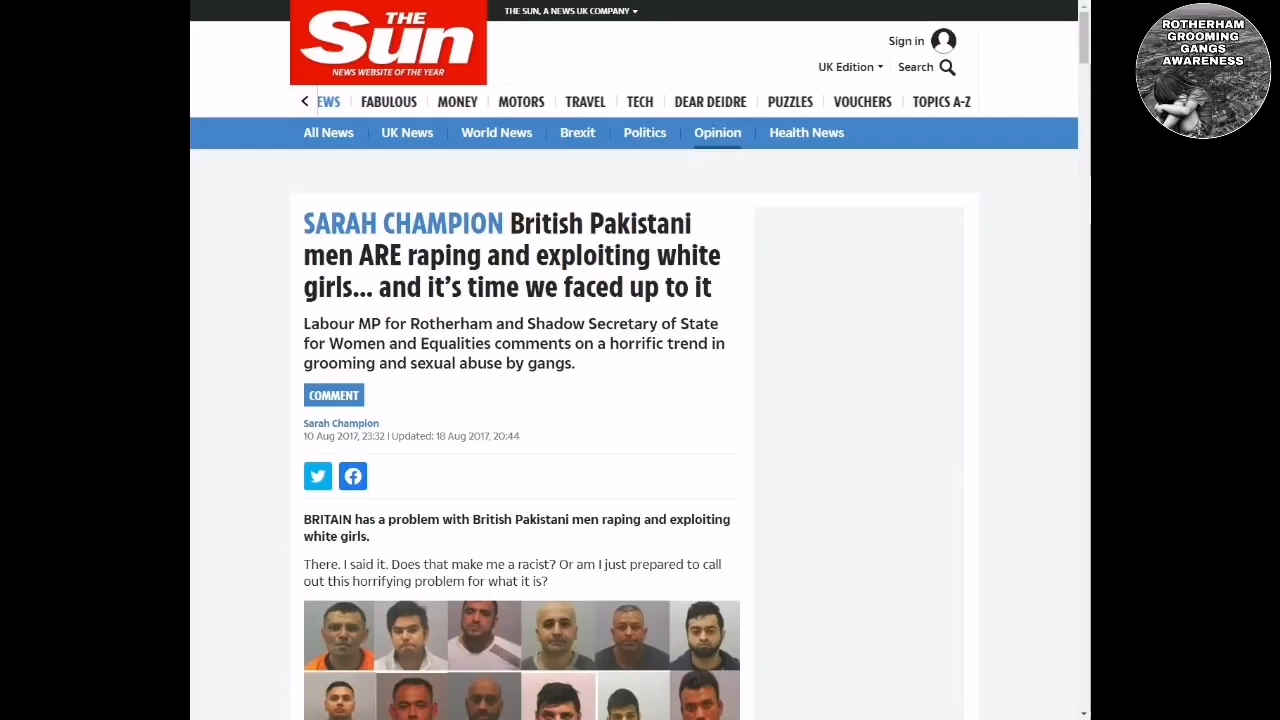 THE SUN, A NEWS UK COMPANY
THE
Sun
NEWS WEBSITE OF THE YEAR
Sign in
UK Edition
Search
EWS
FABULOUS
MONEY
MOTORS
TRAVEL
TECH
DEAR DEIDRE
PUZZLES
VOUCHERS
TOPICS A-Z
All News
UK News
World News
Brexit
Politics
Opinion
Health News
SARAH CHAMPION British Pakistani
men ARE raping and exploiting white
girls... and it's time we faced up to it
Labour MP for Rotherham and Shadow Secretary of State
for Women and Equalities comments on a horrific trend in
grooming and sexual abuse by gangs.
COMMENT
Sarah Champion
10 Aug 2017, 23:32 | Updated: 18 Aug 2017, 20:44
BRITAIN has a problem with British Pakistani men raping and exploiting
white girls.
There. I said it. Does that make me a racist? Or am I just prepared to call
out this horrifying problem for what it is?
ROTHERHAM
GROOMING
GANGS
AWARENESS